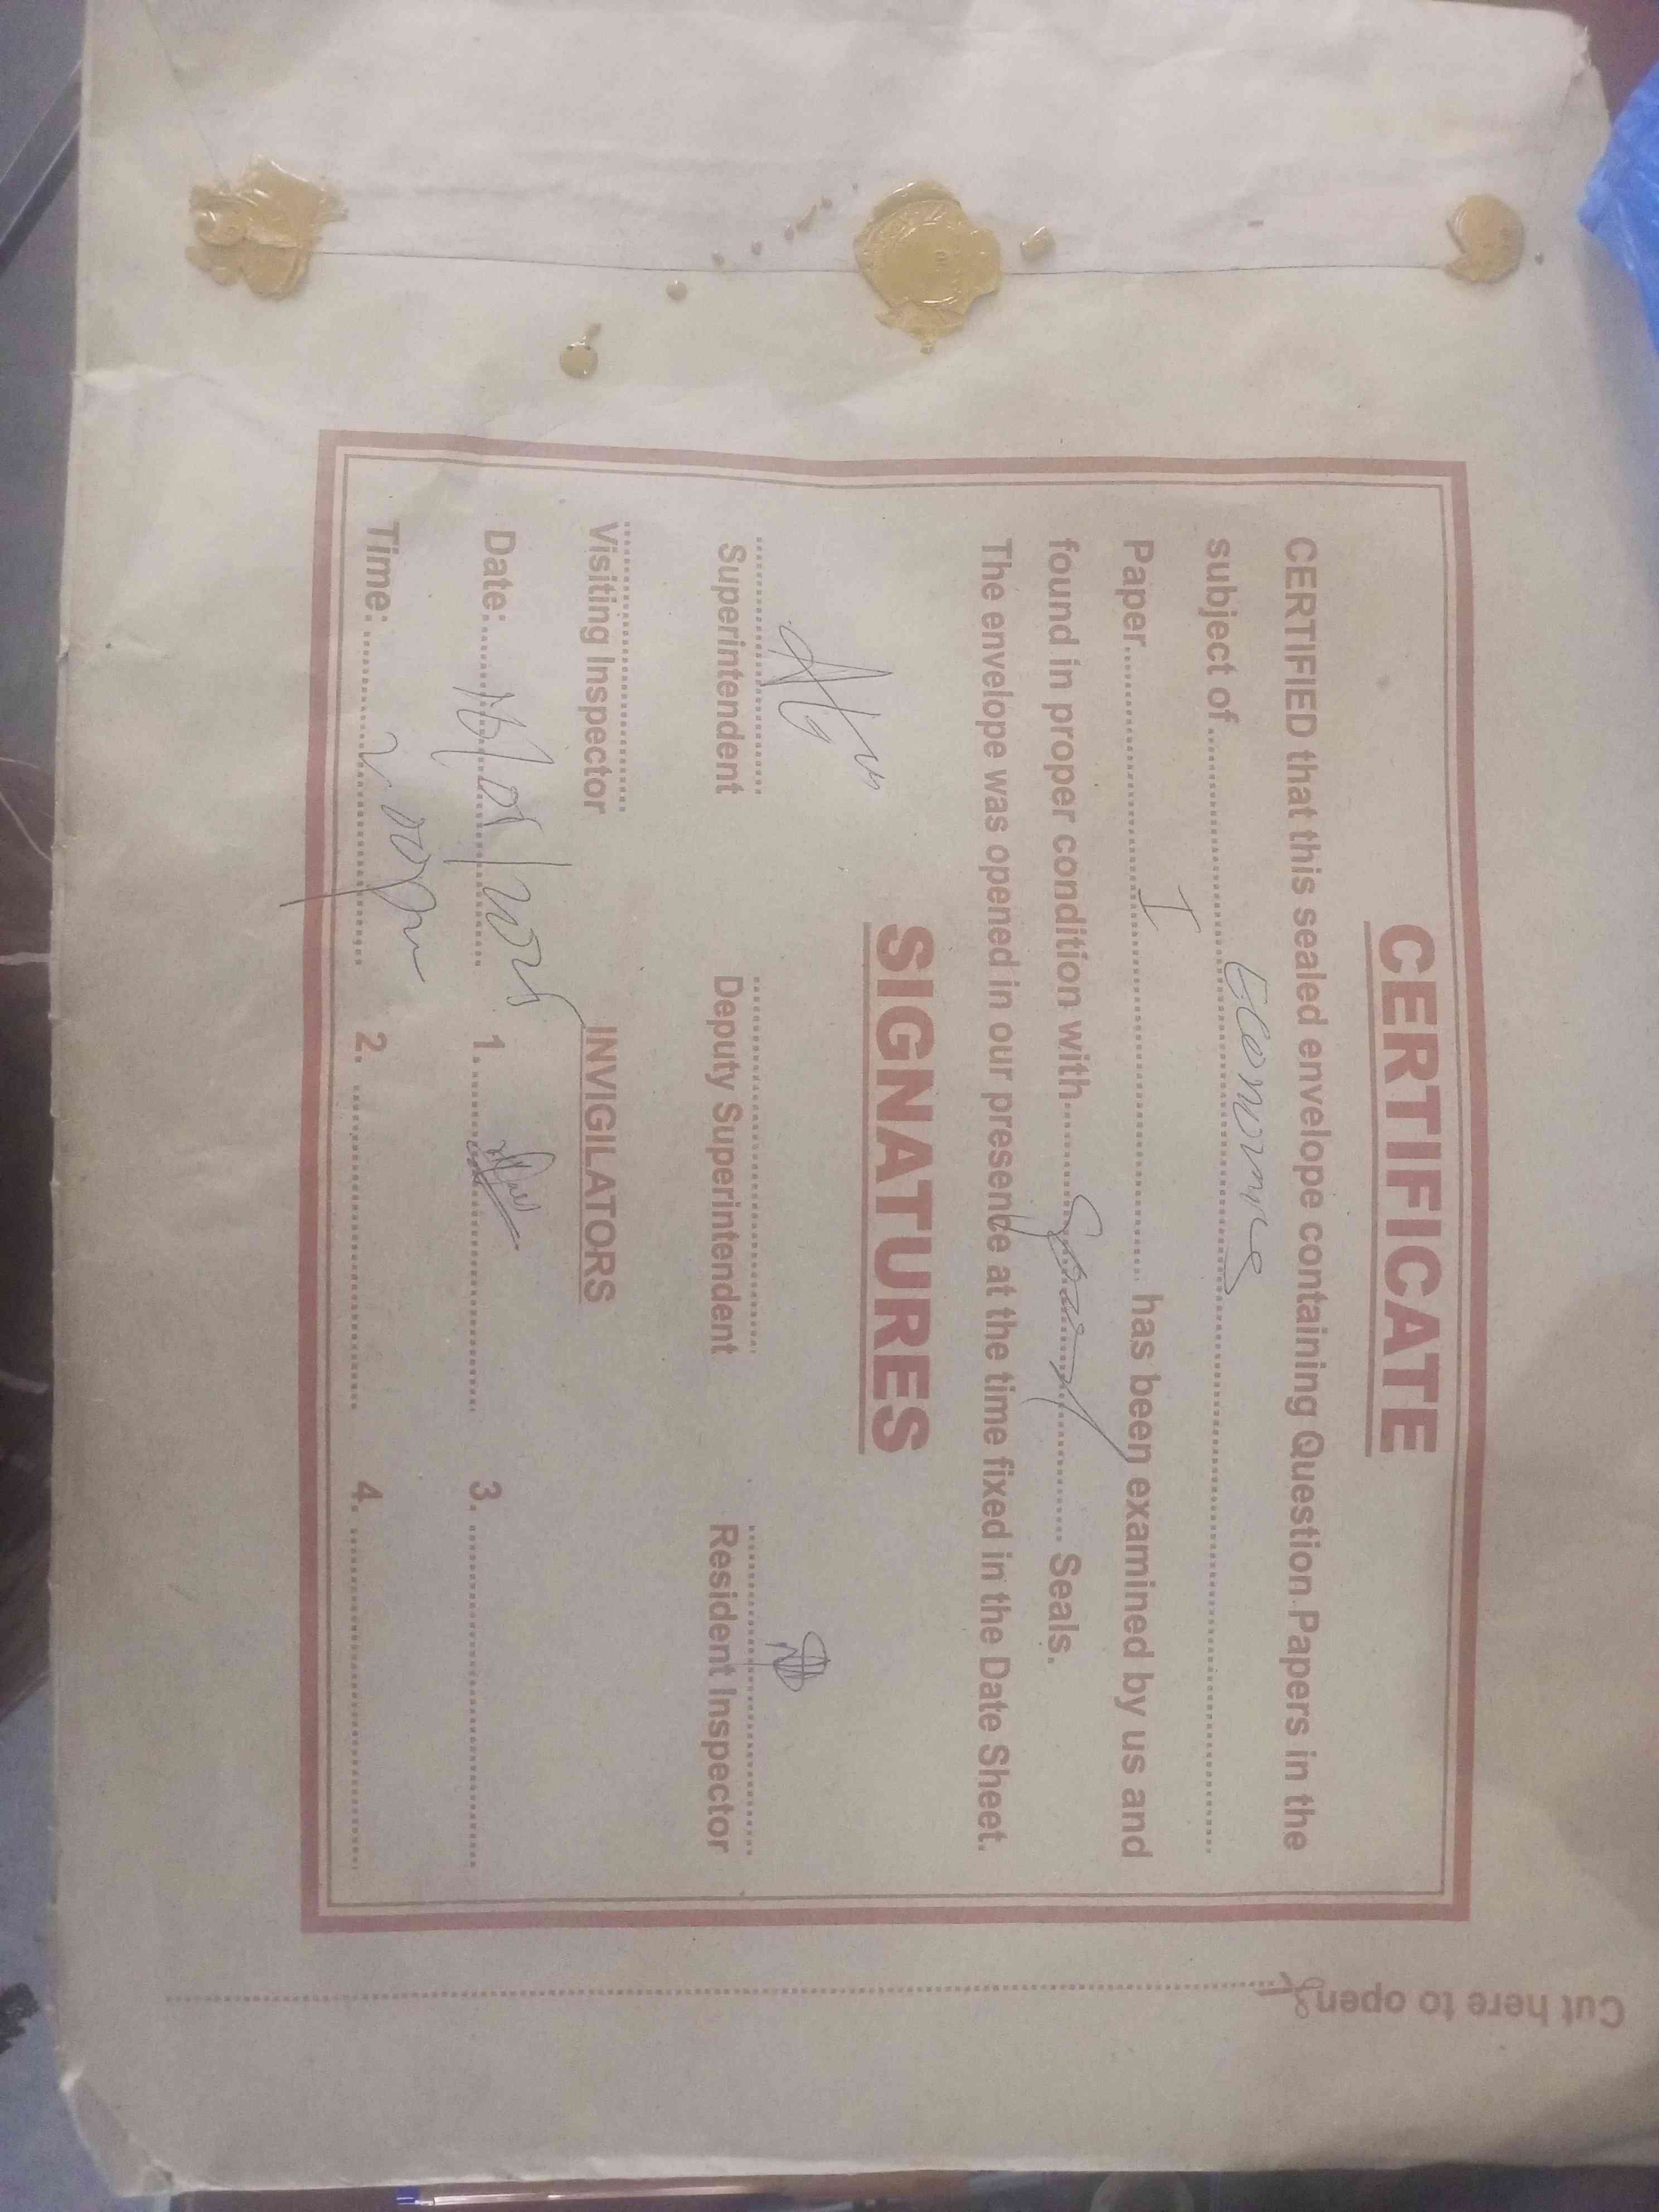 CERTIFICATE
CERTIFIED that this sealed envelope containing Question Papers in the
subject of Economics
Paper I has been examined by us and
found in proper condition with Seals.
The envelope was opened in our presence at the time fixed in the Date Sheet.
SIGNATURES
Superintendent Deputy Superintendent Resident Inspector
Visiting Inspector INVIGILATORS
Date: 1. 3.
Time: 2:00pm 2. 4.
Cut here to open